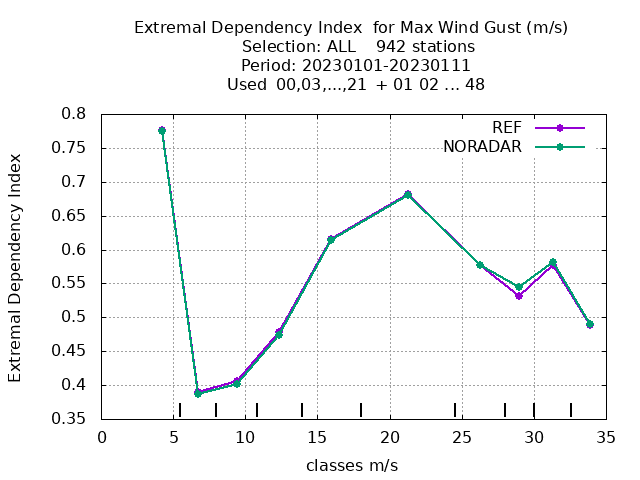 Extremal Dependency Index  for Max Wind Gust (m/s)
Selection: ALL    942 stations
Period: 20230101-20230111
Used  00,03,...,21  + 01 02 ... 48
REF
NORADAR
0.8
0.75
0.7
0.65
0.6
0.55
0.5
0.45
0.4
0.35
Extremal Dependency Index
0 5 10 15 20 25 30 35
classes m/s